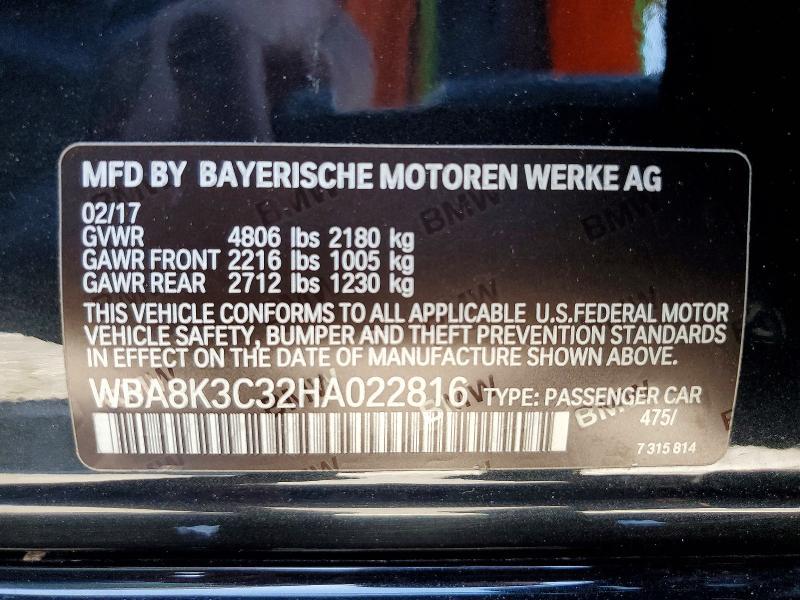 MFD BY BAYERISCHE MOTOREN WERKE AG
02/17
GVWR 4806 lbs 2180 kg
GAWR FRONT 2216 lbs 1005 kg
GAWR REAR 2712 lbs 1230 kg
THIS VEHICLE CONFORMS TO ALL APPLICABLE U.S.FEDERAL MOTOR
VEHICLE SAFETY, BUMPER AND THEFT PREVENTION STANDARDS
IN EFFECT ON THE DATE OF MANUFACTURE SHOWN ABOVE.
WBA8K3C32HA022816 TYPE: PASSENGER CAR
475/
7 315 814